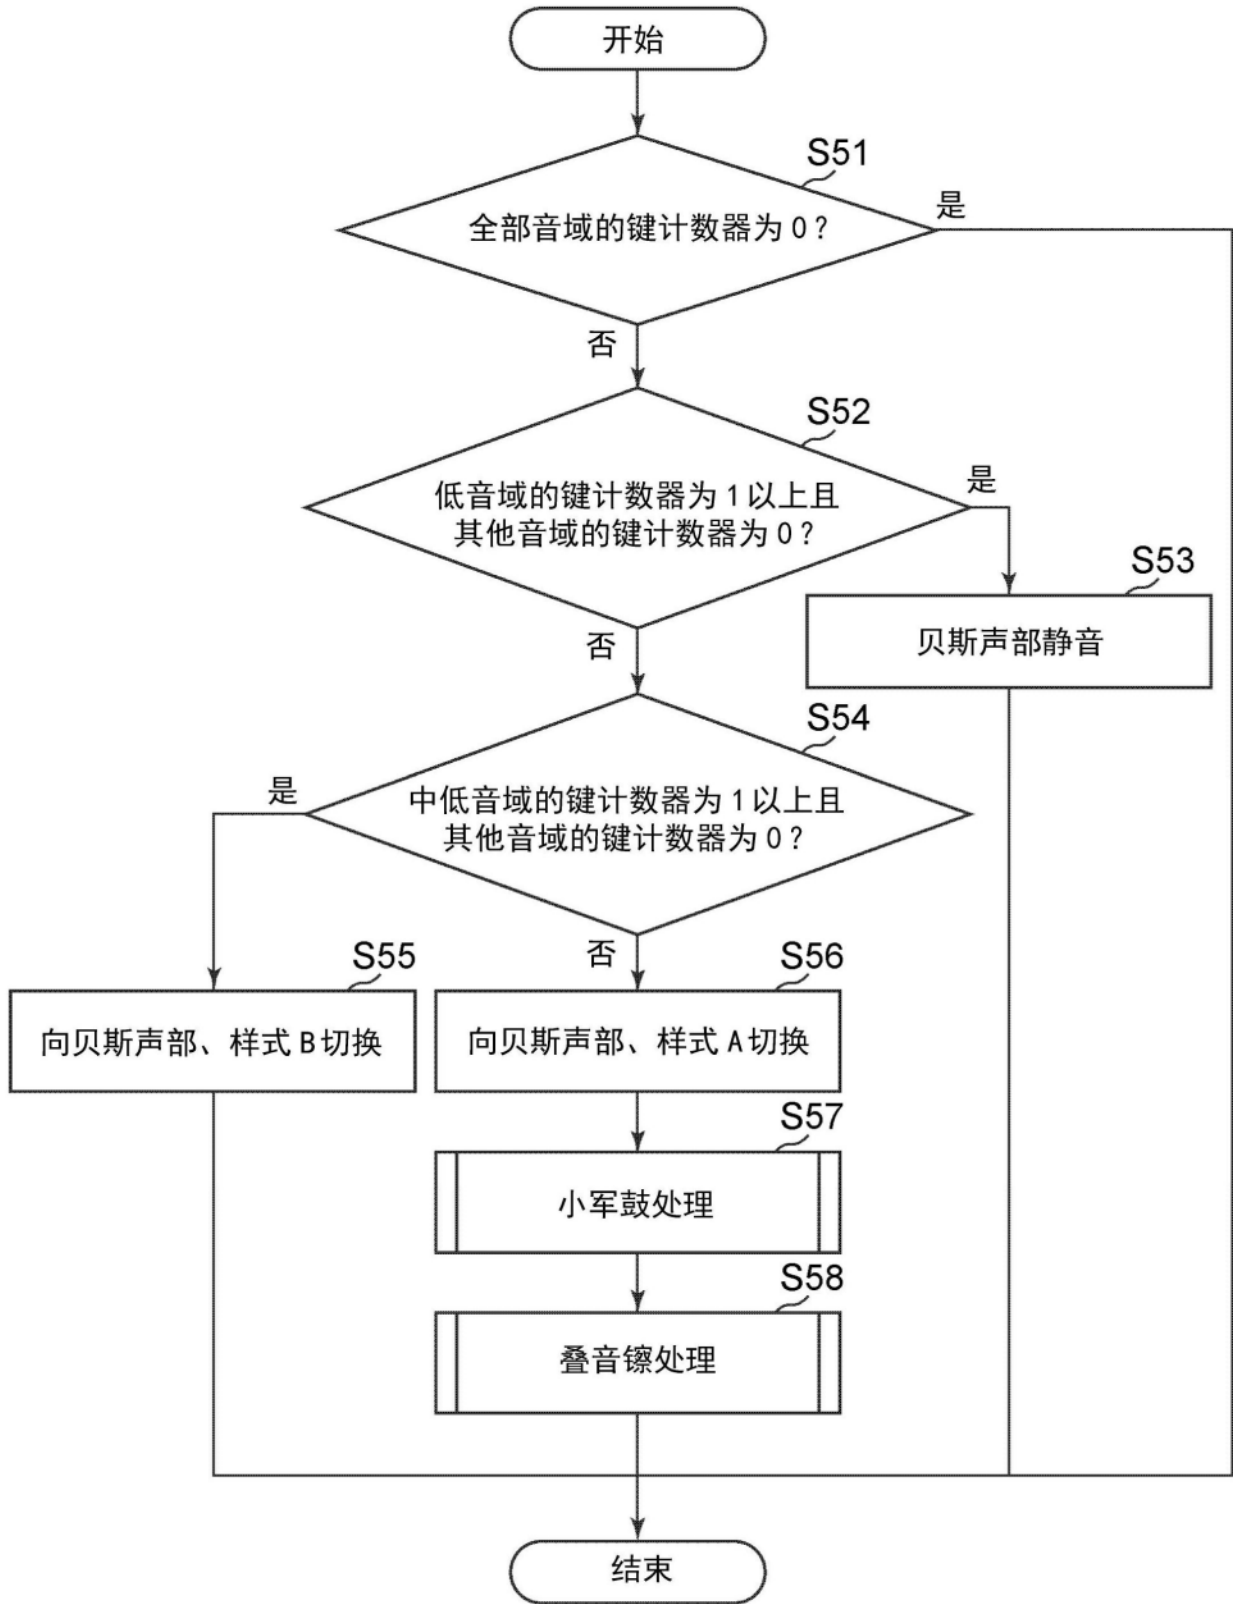 开始
S51
全部音域的键计数器为0?
是
否
S52
低音域的键计数器为1以上且
其他音域的键计数器为0?
是
否
S53
贝斯声部静音
S54
中低音域的键计数器为1以上且
其他音域的键计数器为0?
是
否
S55
向贝斯声部、样式B切换
S56
向贝斯声部、样式A切换
S57
小军鼓处理
S58
叠音镲处理
结束